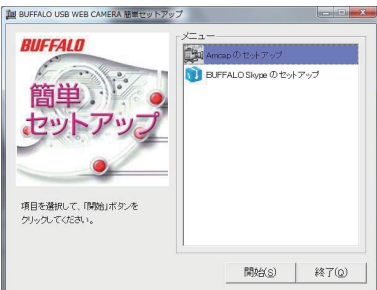 BUFFALO USB WEB CAMERA 簡単セットアップ
BUFFALO
簡単
セットアップ
項目を選択して、「開始」ボタンを
クリックしてください。
メニュー
Amcap のセットアップ
BUFFALO Skype のセットアップ
開始(S)
終了(Q)